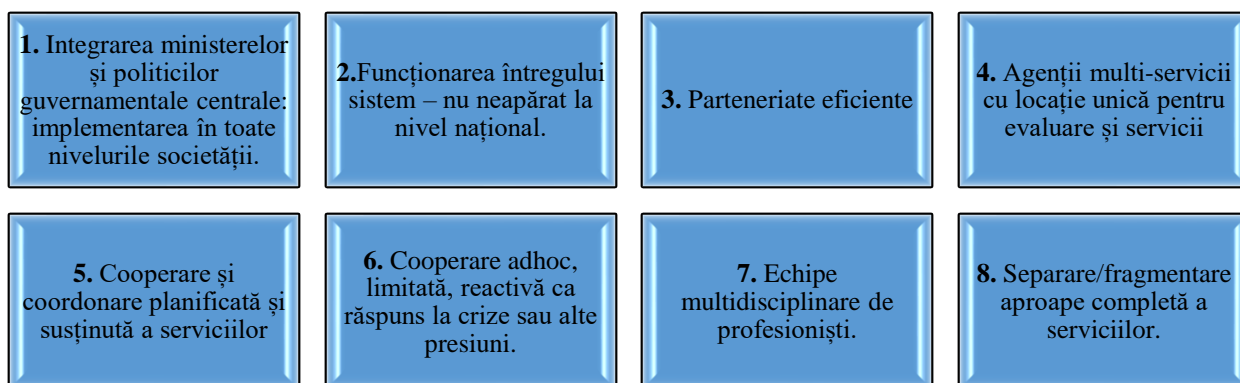 1. Integrarea ministerelor
și politicilor
guvernamentale centrale:
implementarea în toate
nivelurile societății.
2.Funcționarea întregului
sistem – nu neapărat la
nivel național.
3. Parteneriate eficiente
4. Agenții multi-servicii
cu locație unică pentru
evaluare și servicii
5. Cooperare și
coordonare planificată și
susținută a serviciilor
6. Cooperare adhoc,
limitată, reactivă ca
răspuns la crize sau alte
presiuni.
7. Echipe
multidisciplinare de
profesioniști.
8. Separare/fragmentare
aproape completă a
serviciilor.